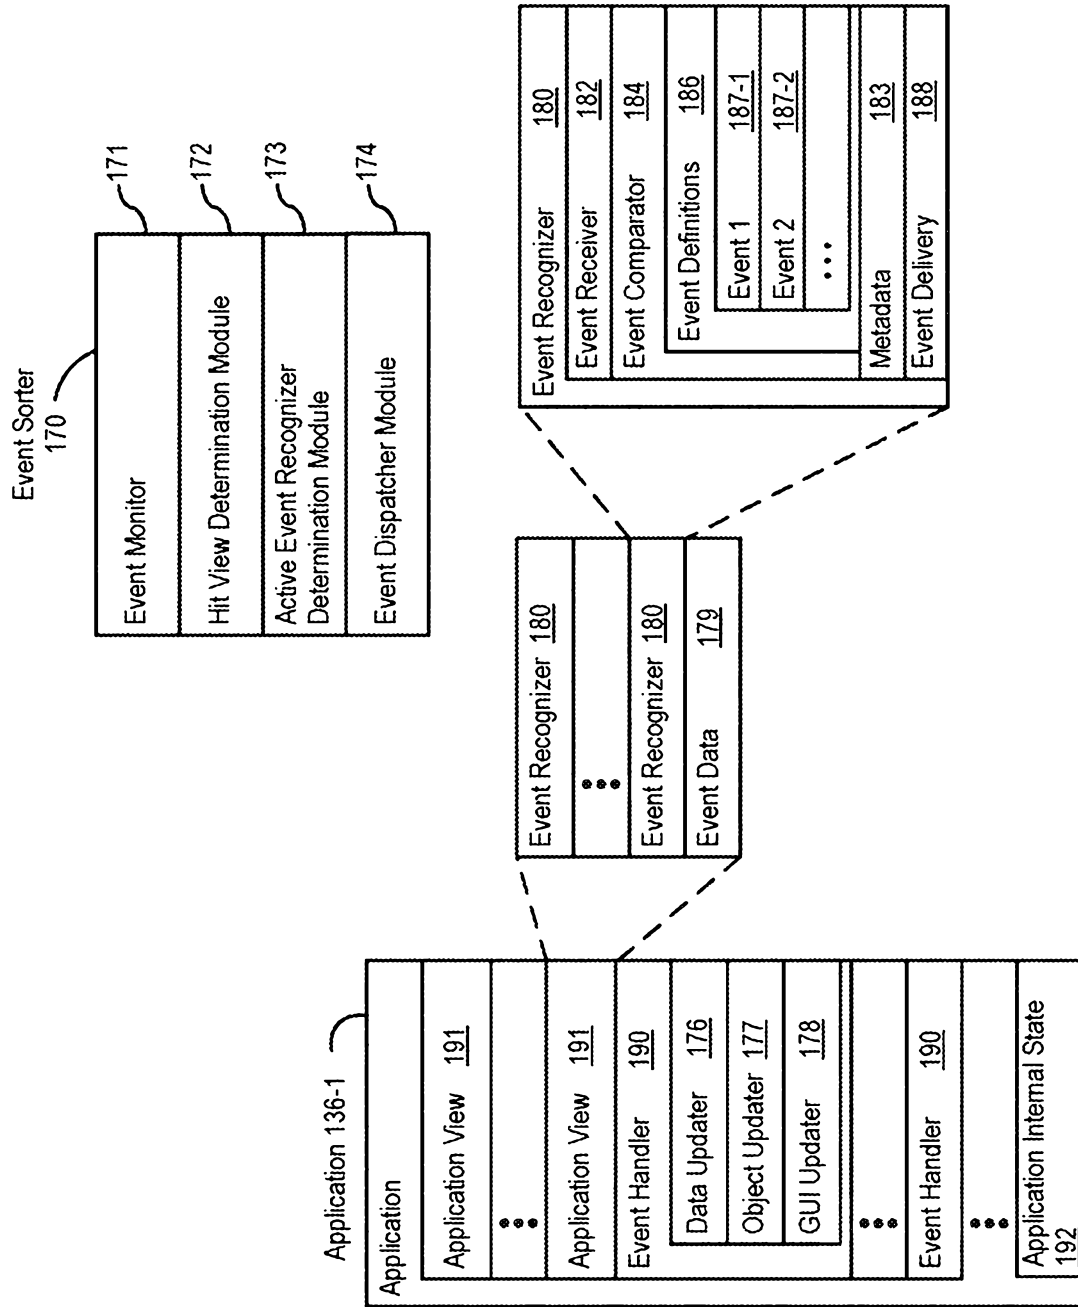 Event Sorter
170
Event Monitor
171
Hit View Determination Module
172
Active Event Recognizer
Determination Module
173
Event Dispatcher Module
174
Application 136-1
Application
Application View 191
•••
Application View 191
Event Handler 190
Data Updater 176
Object Updater 177
GUI Updater 178
•••
Event Handler 190
•••
Application Internal State
192
Event Recognizer 180
•••
Event Recognizer 180
Event Data 179
Event Recognizer 180
Event Receiver 182
Event Comparator 184
Event Definitions 186
Event 1 187-1
Event 2 187-2
•••
Metadata 183
Event Delivery 188